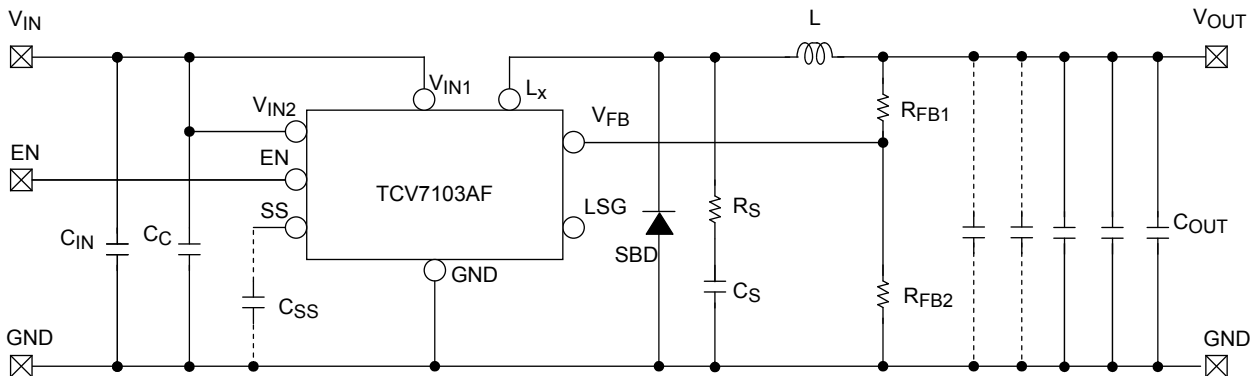 VIN
L
VOUT
VIN1
LX
VIN2
VFB
RFB1
EN
EN
TCV7103AF
SS
LSG
RS
CIN
CC
SBD
COUT
GND
CSS
CS
RFB2
GND
GND